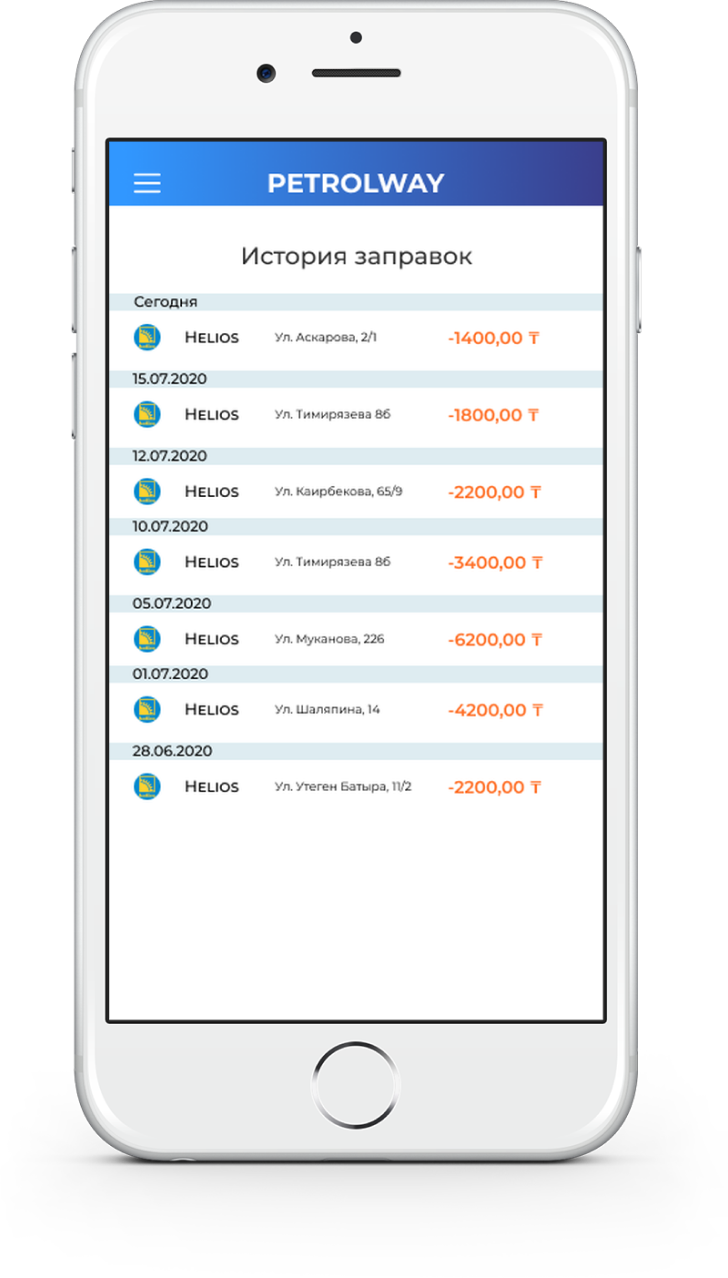 PETROLWAY
История заправок
Сегодня
HELIOS Ул. Аскарова, 2/1 -1400,00 ₸
15.07.2020
HELIOS Ул. Тимирязева 8б -1800,00 ₸
12.07.2020
HELIOS Ул. Каирбекова, 65/9 -2200,00 ₸
10.07.2020
HELIOS Ул. Тимирязева 8б -3400,00 ₸
05.07.2020
HELIOS Ул. Муканова, 22б -6200,00 ₸
01.07.2020
HELIOS Ул. Шаляпина, 14 -4200,00 ₸
28.06.2020
HELIOS Ул. Утеген Батыра, 11/2 -2200,00 ₸